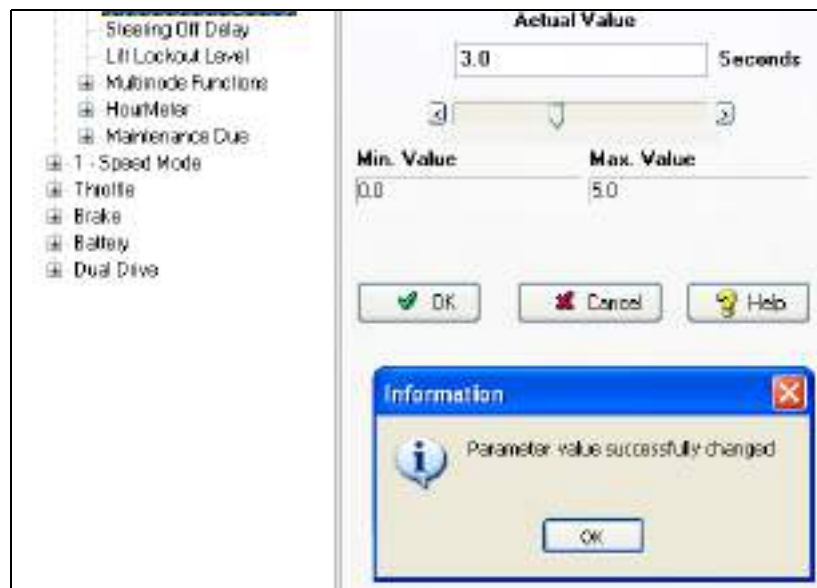 Steering Off Delay
Lift Lockout Level
Multimode Functions
HourMeter
Maintenance Due
1 - Speed Mode
Throttle
Brake
Battery
Dual Drive
Actual Value
3.0 Seconds
Min. Value Max. Value
0.0 5.0
OK Cancel Help
Information
Parameter value successfully changed
OK